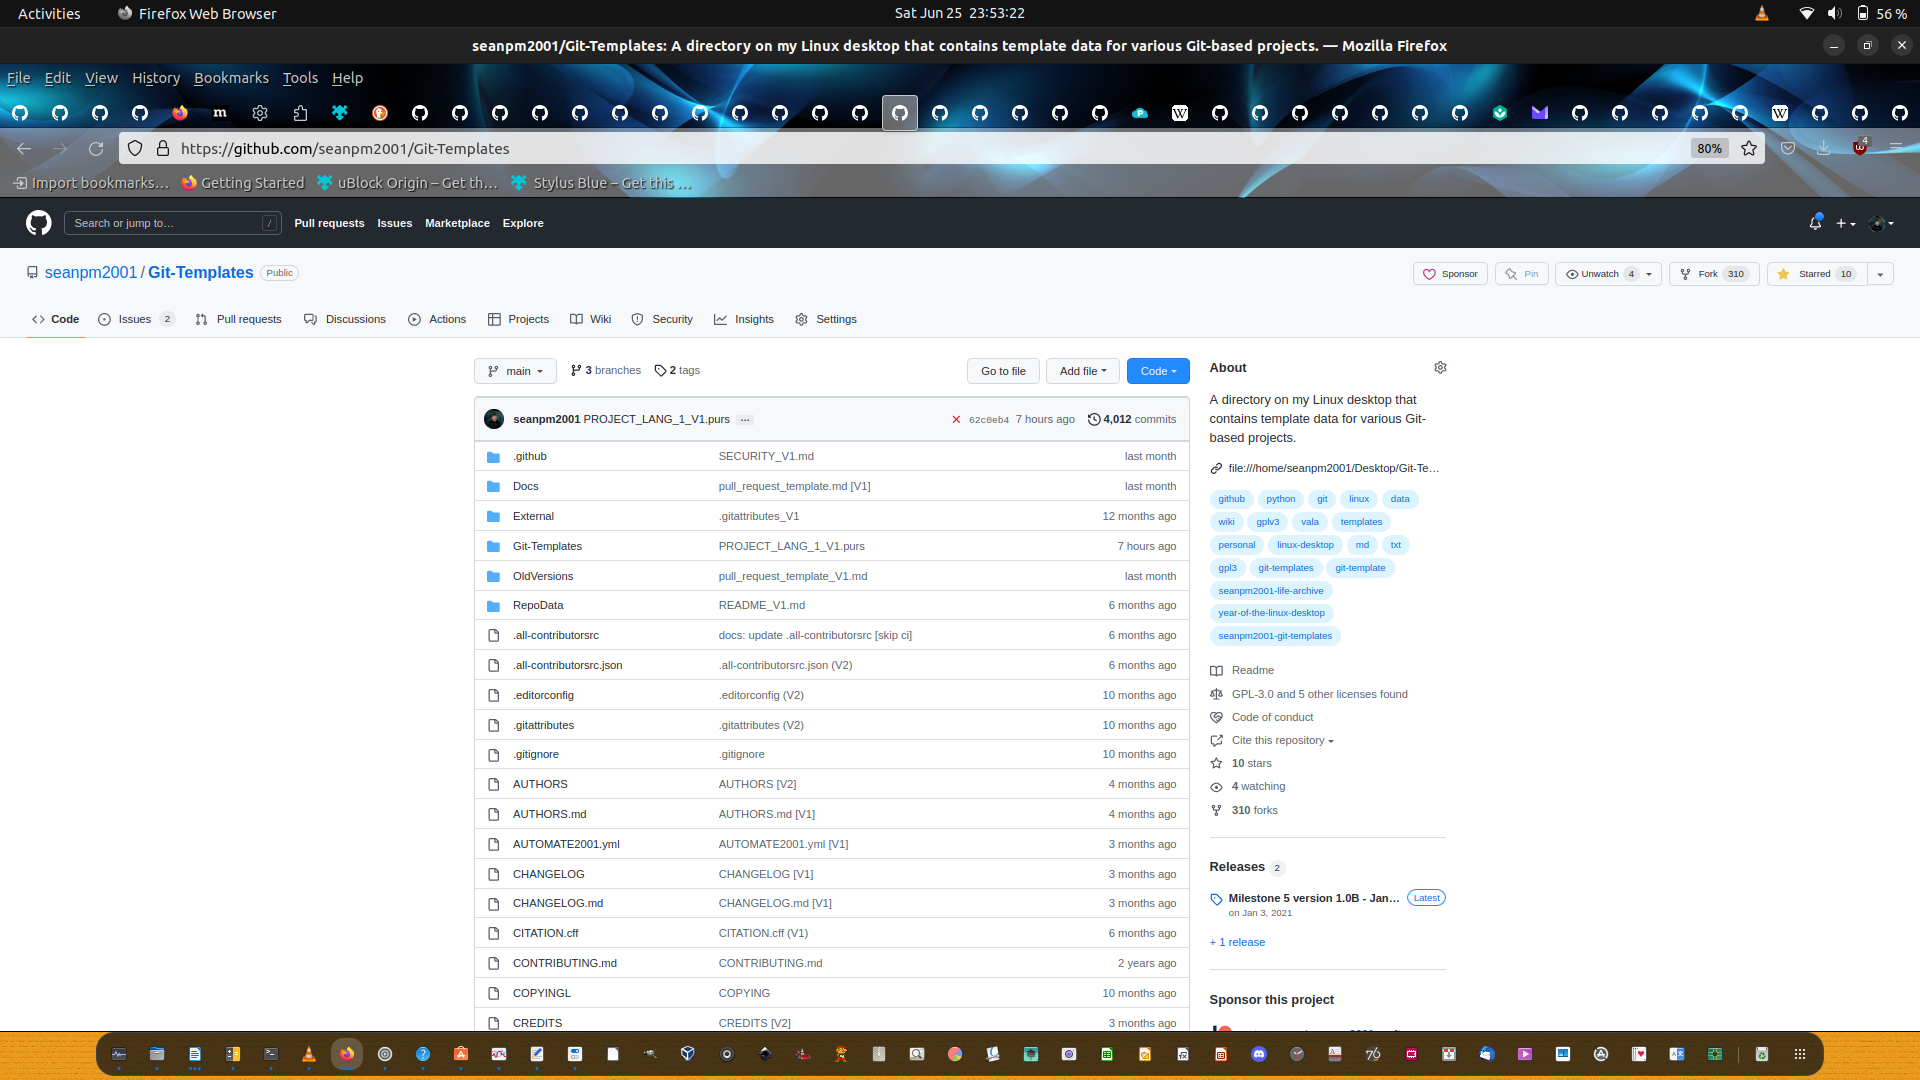 Activities
Firefox Web Browser
Sat Jun 25 23:53:22
56 %
seanpm2001/Git-Templates: A directory on my Linux desktop that contains template data for various Git-based projects. — Mozilla Firefox
File Edit View History Bookmarks Tools Help
https://github.com/seanpm2001/Git-Templates
80%
4
Import bookmarks…
Getting Started
uBlock Origin – Get th…
Stylus Blue – Get this …
Search or jump to…
/
Pull requests Issues Marketplace Explore
seanpm2001 / Git-Templates
Public
Sponsor
Pin
Unwatch 4
Fork 310
Starred 10
Code
Issues 2
Pull requests
Discussions
Actions
Projects
Wiki
Security
Insights
Settings
main
3 branches
2 tags
Go to file
Add file
Code
seanpm2001 PROJECT_LANG_1_V1.purs ...
62c0eb4 7 hours ago
4,012 commits
.github SECURITY_V1.md last month
Docs pull_request_template.md [V1] last month
External .gitattributes_V1 12 months ago
Git-Templates PROJECT_LANG_1_V1.purs 7 hours ago
OldVersions pull_request_template_V1.md last month
RepoData README_V1.md 6 months ago
.all-contributorsrc docs: update .all-contributorsrc [skip ci] 6 months ago
.all-contributorsrc.json .all-contributorsrc.json (V2) 6 months ago
.editorconfig .editorconfig (V2) 10 months ago
.gitattributes .gitattributes (V2) 10 months ago
.gitignore .gitignore 10 months ago
AUTHORS AUTHORS [V2] 4 months ago
AUTHORS.md AUTHORS.md [V1] 4 months ago
AUTOMATE2001.yml AUTOMATE2001.yml [V1] 3 months ago
CHANGELOG CHANGELOG [V1] 3 months ago
CHANGELOG.md CHANGELOG.md [V1] 3 months ago
CITATION.cff CITATION.cff (V1) 6 months ago
CONTRIBUTING.md CONTRIBUTING.md 2 years ago
COPYINGL COPYING 10 months ago
CREDITS CREDITS [V2] 3 months ago
About
A directory on my Linux desktop that
contains template data for various Git-
based projects.
file:///home/seanpm2001/Desktop/Git-Te…
github python git linux data
wiki gplv3 vala templates
personal linux-desktop md txt
gpl3 git-templates git-template
seanpm2001-life-archive
year-of-the-linux-desktop
seanpm2001-git-templates
Readme
GPL-3.0 and 5 other licenses found
Code of conduct
Cite this repository
10 stars
4 watching
310 forks
Releases 2
Milestone 5 version 1.0B - Jan… Latest
on Jan 3, 2021
+ 1 release
Sponsor this project